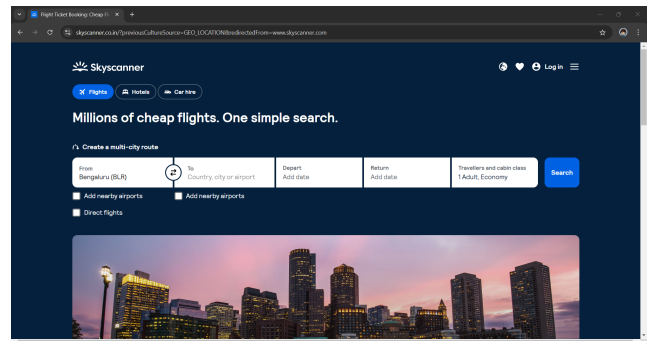 Flight Ticket Booking: Cheap Fli
skyscanner.co.in/?previousCultureSource=GEO_LOCATION&redirectedFrom=www.skyscanner.com
Skyscanner
Log in
Flights Hotels Car hire
Millions of cheap flights. One simple search.
Create a multi-city route
From To Depart Return Travellers and cabin class
Bengaluru (BLR) Country, city or airport Add date Add date 1 Adult, Economy Search
Add nearby airports Add nearby airports
Direct flights